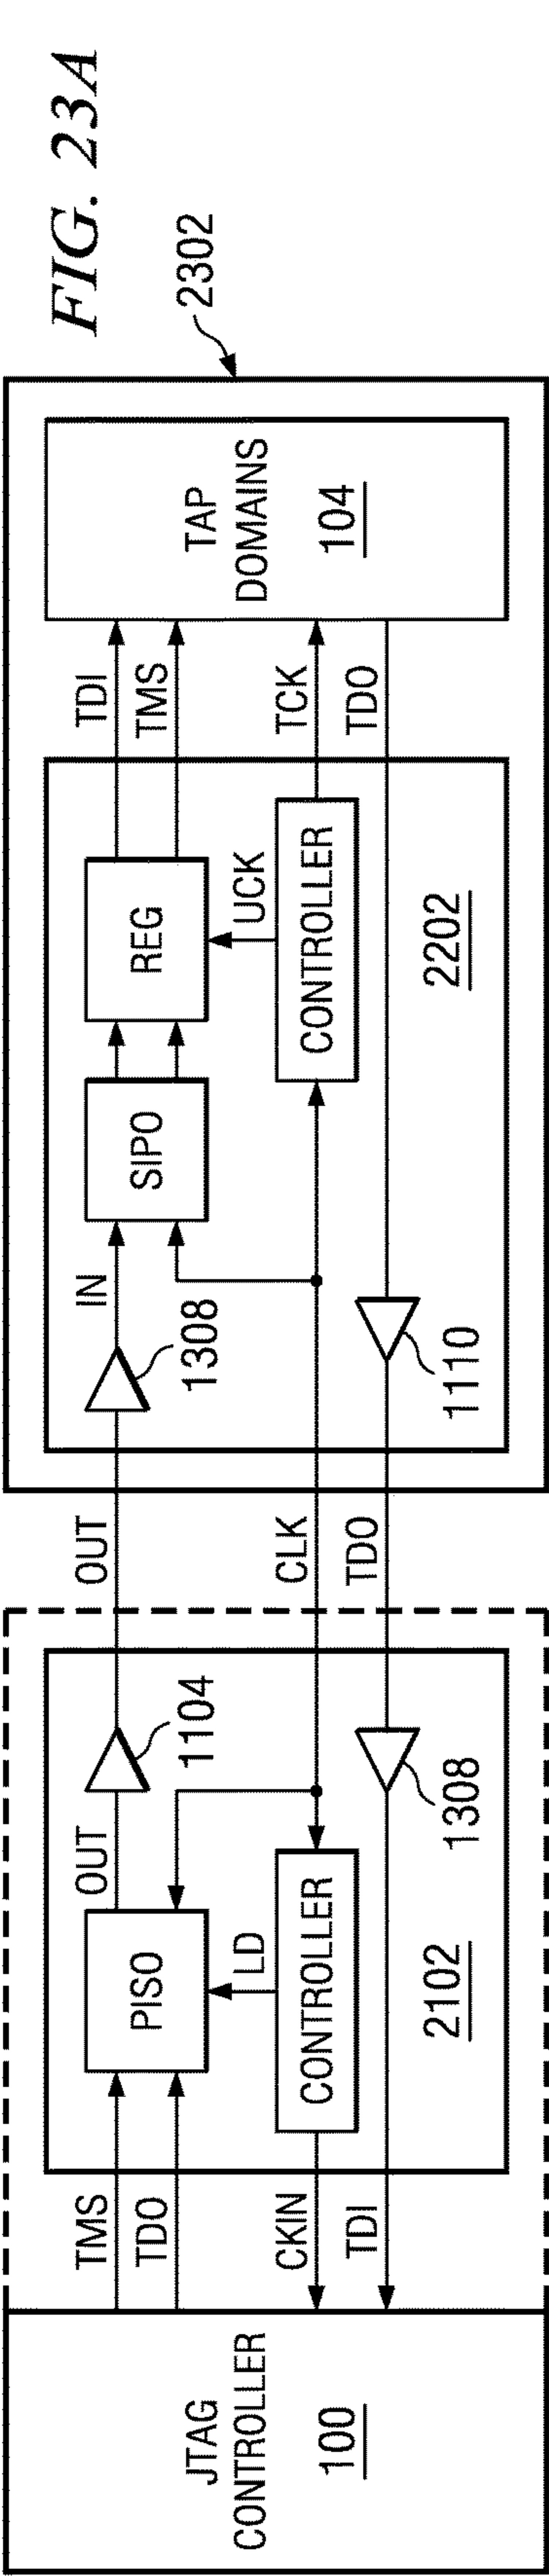 FIG. 23A
2302
JTAG
CONTROLLER
100
TMS
TDO
CKIN
TDI
PISO
LD
CONTROLLER
2102
OUT
1104
1308
OUT
CLK
TDO
1308
IN
SIPO
REG
UCK
CONTROLLER
1110
2202
TDI
TMS
TCK
TDO
TAP
DOMAINS
104